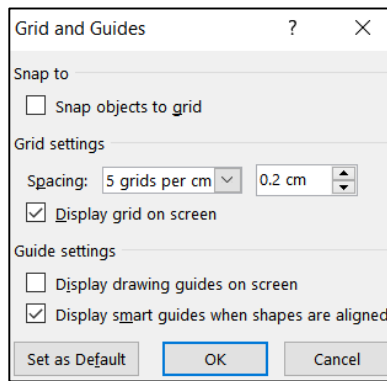 Grid and Guides ?
Snap to
Snap objects to grid
Grid settings
Spacing: 5 grids per cm 0.2 cm
Display grid on screen
Guide settings
Display drawing guides on screen
Display smart guides when shapes are aligned
Set as Default OK Cancel